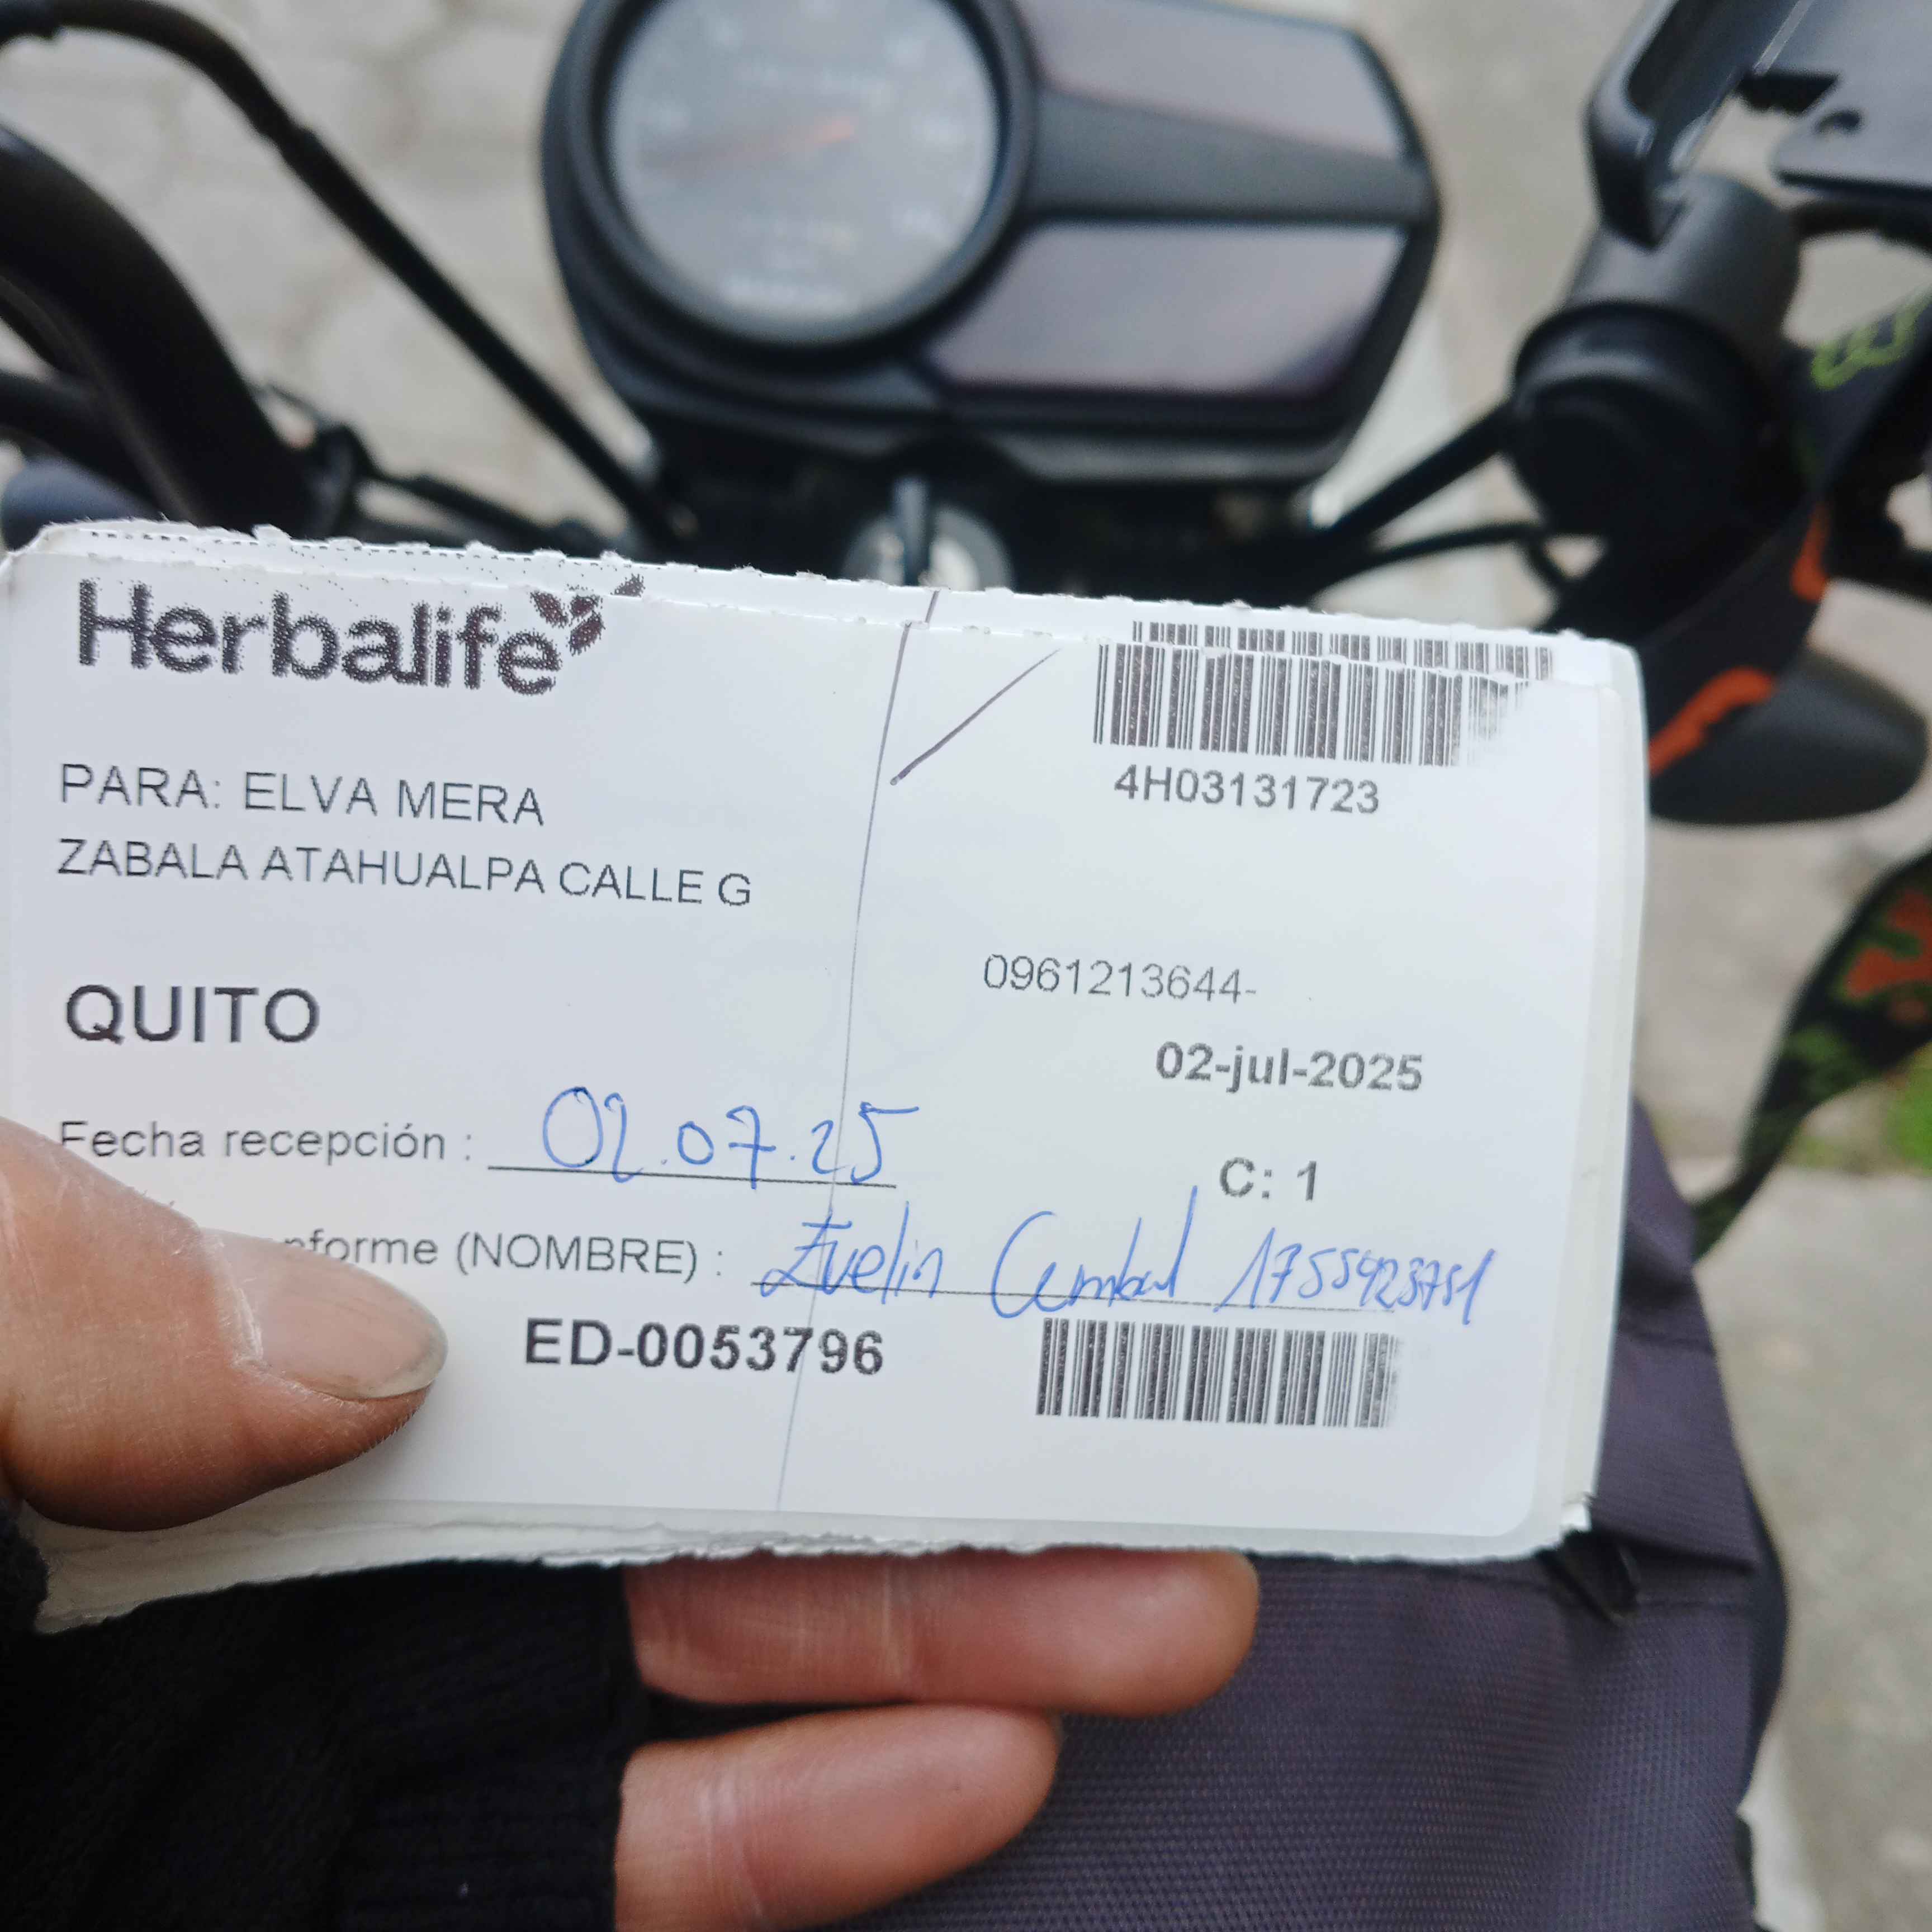 Herbalife
4H03131723
PARA: ELVA MERA
ZABALA ATAHUALPA CALLE G
0961213644-
QUITO
02-jul-2025
Fecha recepción : 02.07.25
C: 1
nforme (NOMBRE) : Evelin
ED-0053796